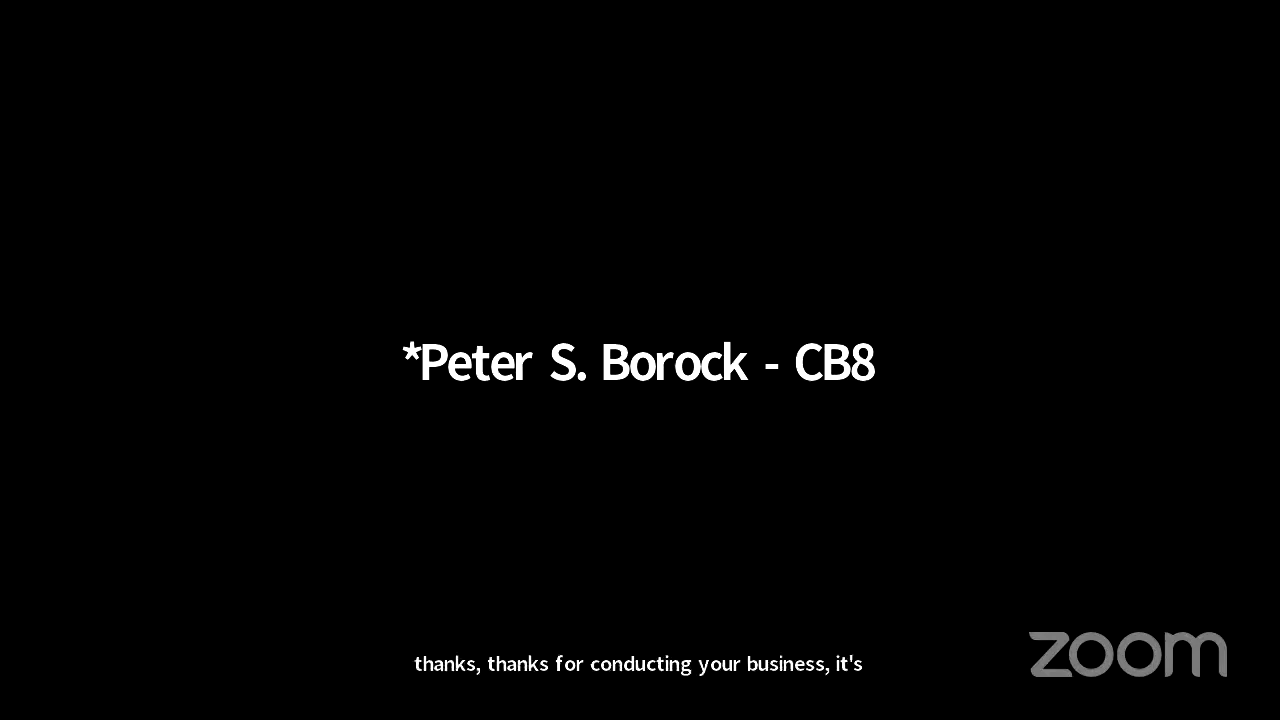 *Peter S. Borock - CB8
thanks, thanks for conducting your business, it's
zoom